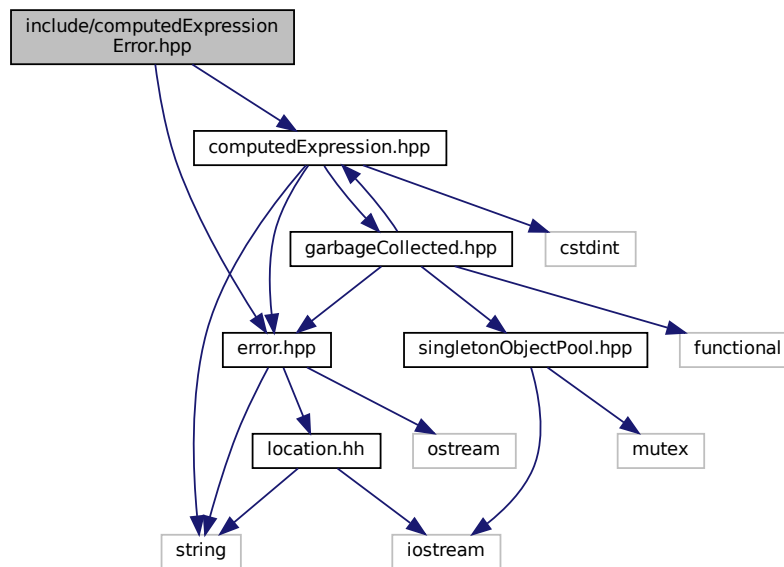 include/computedExpression
Error.hpp
computedExpression.hpp
garbageCollected.hpp
cstdint
error.hpp
singletonObjectPool.hpp
functional
location.hh
ostream
mutex
string
iostream